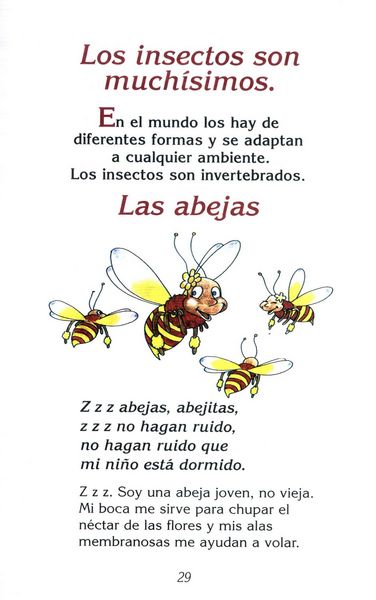 Los insectos son
muchísimos.
En el mundo los hay de
diferentes formas y se adaptan
a cualquier ambiente.
Los insectos son invertebrados.
Las abejas
Z z z abejas, abejitas,
z z z no hagan ruido,
no hagan ruido que
mi niño está dormido.
Z z z. Soy una abeja joven, no vieja.
Mi boca me sirve para chupar el
néctar de las flores y mis alas
membranosas me ayudan a volar.
29